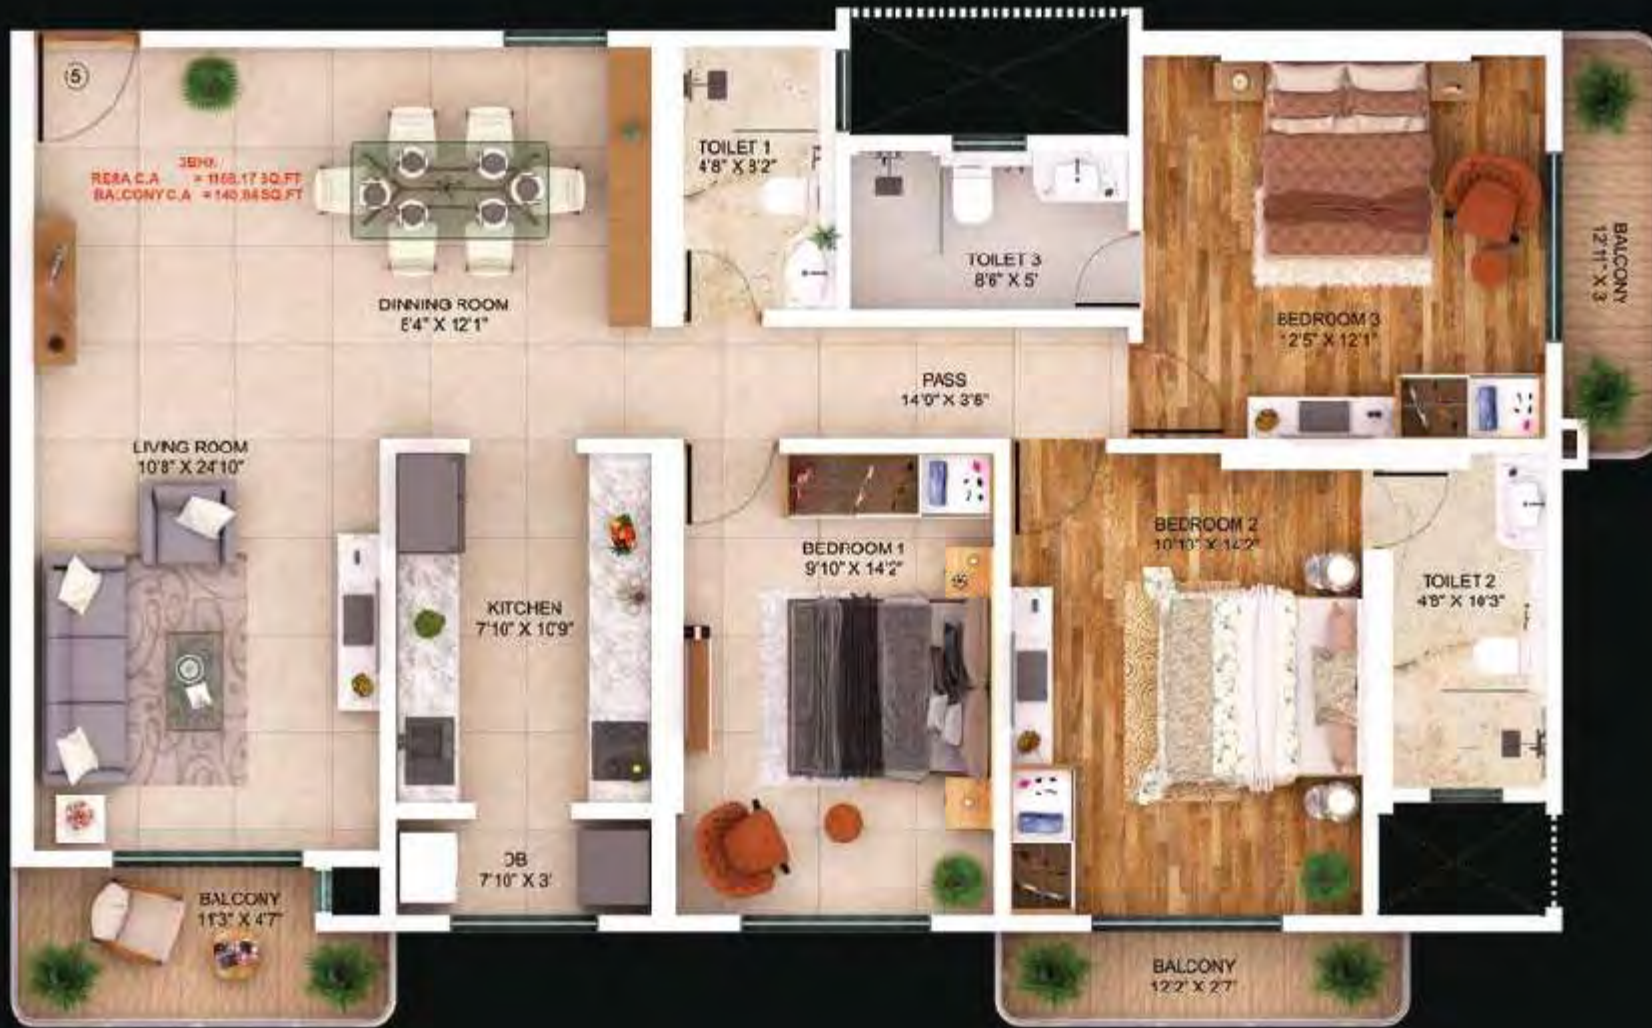 5
3BHK
RERA C.A = 1168.17 SQ.FT
BALCONY C.A = 140.84 SQ.FT
DINNING ROOM
8'4" X 12'1"
TOILET 1
4'8" X 8'2"
TOILET 3
8'6" X 5'
BEDROOM 3
12'5" X 12'1"
BALCONY
12'11" X 3'
PASS
14'0" X 3'6"
LIVING ROOM
10'8" X 24'10"
KITCHEN
7'10" X 10'9"
BEDROOM 1
9'10" X 14'2"
BEDROOM 2
10'10" X 14'2"
TOILET 2
4'8" X 10'3"
DB
7'10" X 3'
BALCONY
11'3" X 4'7"
BALCONY
12'2" X 2'7"